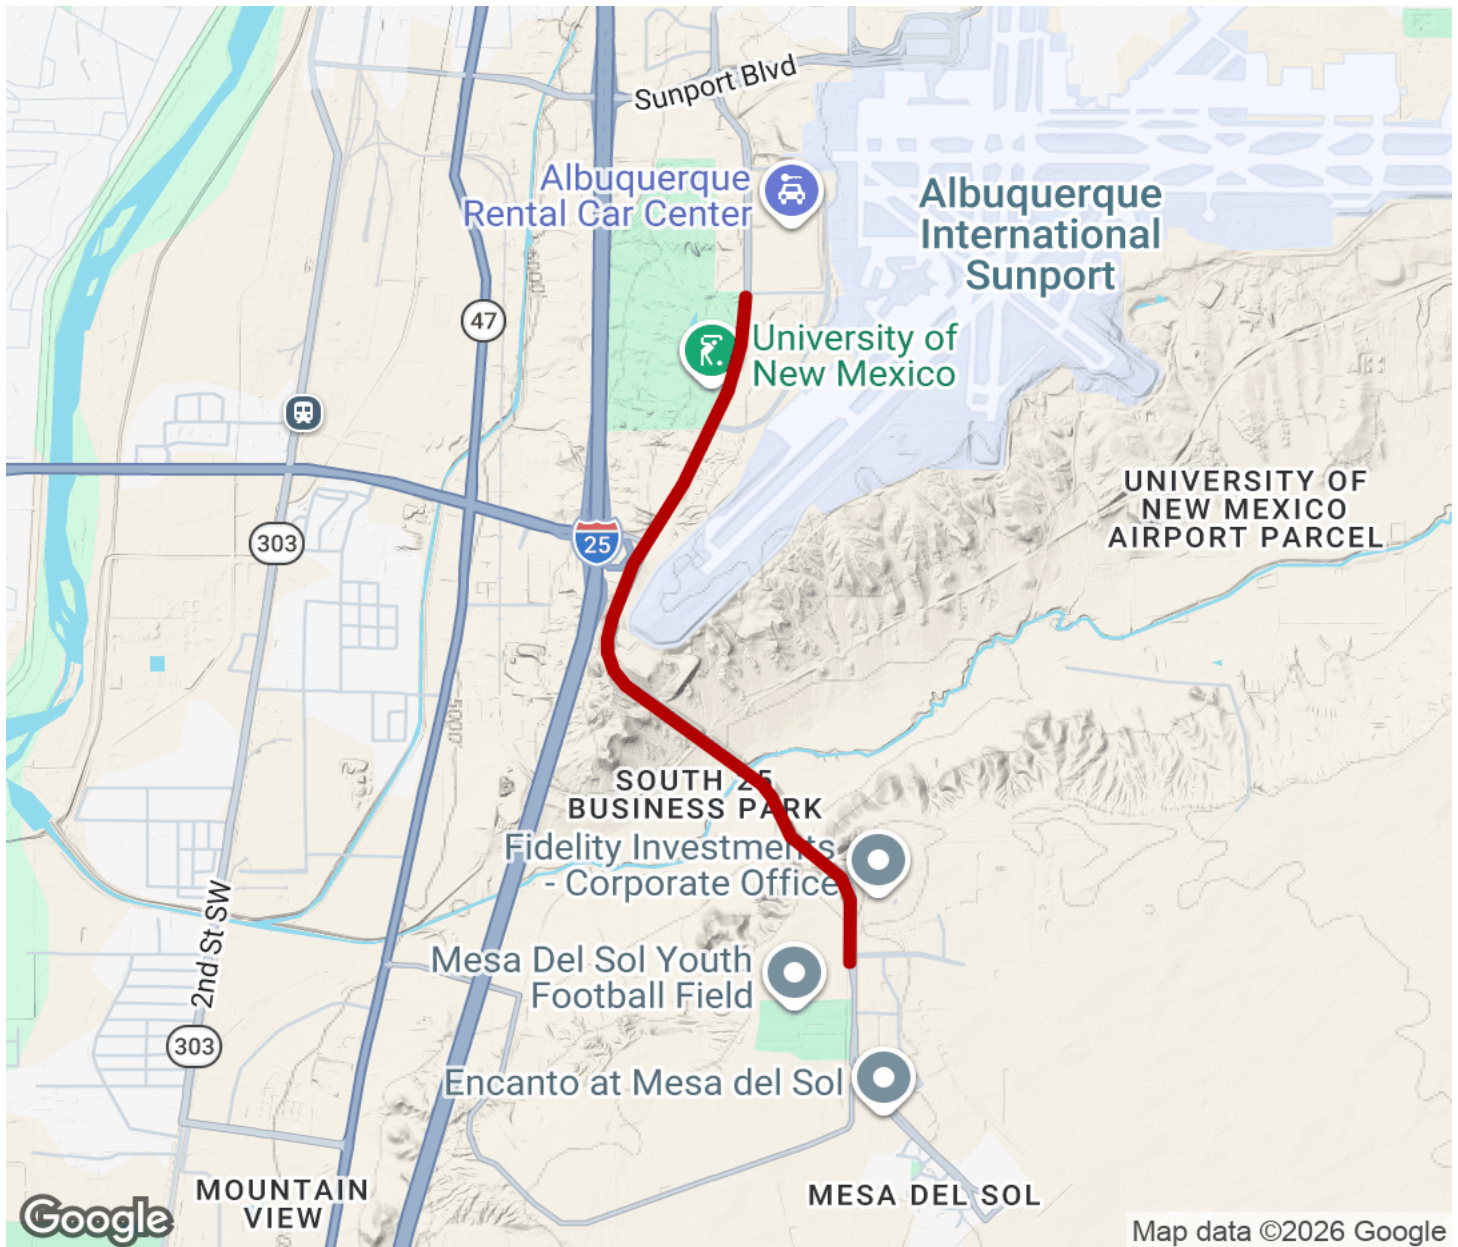 Sunport Blvd
Albuquerque
Rental Car Center
Albuquerque
International
Sunport
47
University of
New Mexico
303
25
UNIVERSITY OF
NEW MEXICO
AIRPORT PARCEL
SOUTH 25
BUSINESS PARK
Fidelity Investments
- Corporate Office
2nd St SW
Mesa Del Sol Youth
Football Field
303
Encanto at Mesa del Sol
MOUNTAIN
VIEW
MESA DEL SOL
Google
Map data ©2026 Google